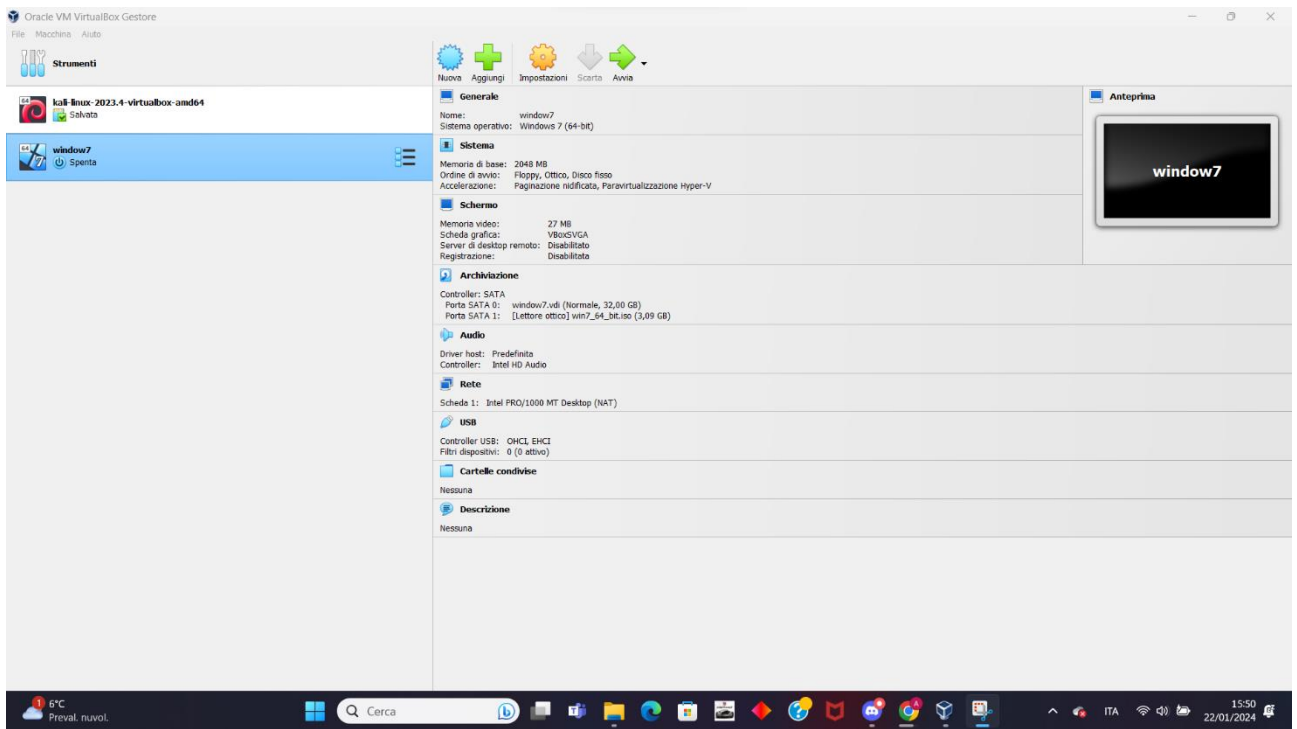 Oracle VM VirtualBox Gestore
File Macchina Aiuto
Strumenti
Nuova Aggiungi Impostazioni Scarta Avvia
64
kali-linux-2023.4-virtualbox-amd64
Salvata
64
window7
Spenta
Generale
Nome: window7
Sistema operativo: Windows 7 (64-bit)
Sistema
Memoria di base: 2048 MB
Ordine di avvio: Floppy, Ottico, Disco fisso
Accelerazione: Paginazione nidificata, Paravirtualizzazione Hyper-V
Schermo
Memoria video: 27 MB
Scheda grafica: VBoxSVGA
Server di desktop remoto: Disabilitato
Registrazione: Disabilitata
Archiviazione
Controller: SATA
Porta SATA 0: window7.vdi (Normale, 32,00 GB)
Porta SATA 1: [Lettore ottico] win7_64_bit.iso (3,09 GB)
Audio
Driver host: Predefinita
Controller: Intel HD Audio
Rete
Scheda 1: Intel PRO/1000 MT Desktop (NAT)
USB
Controller USB: OHCI, EHCI
Filtri dispositivi: 0 (0 attivo)
Cartelle condivise
Nessuna
Descrizione
Nessuna
Anteprima
window7
1
6°C
Preval. nuvol.
Cerca
ITA
15:50
22/01/2024